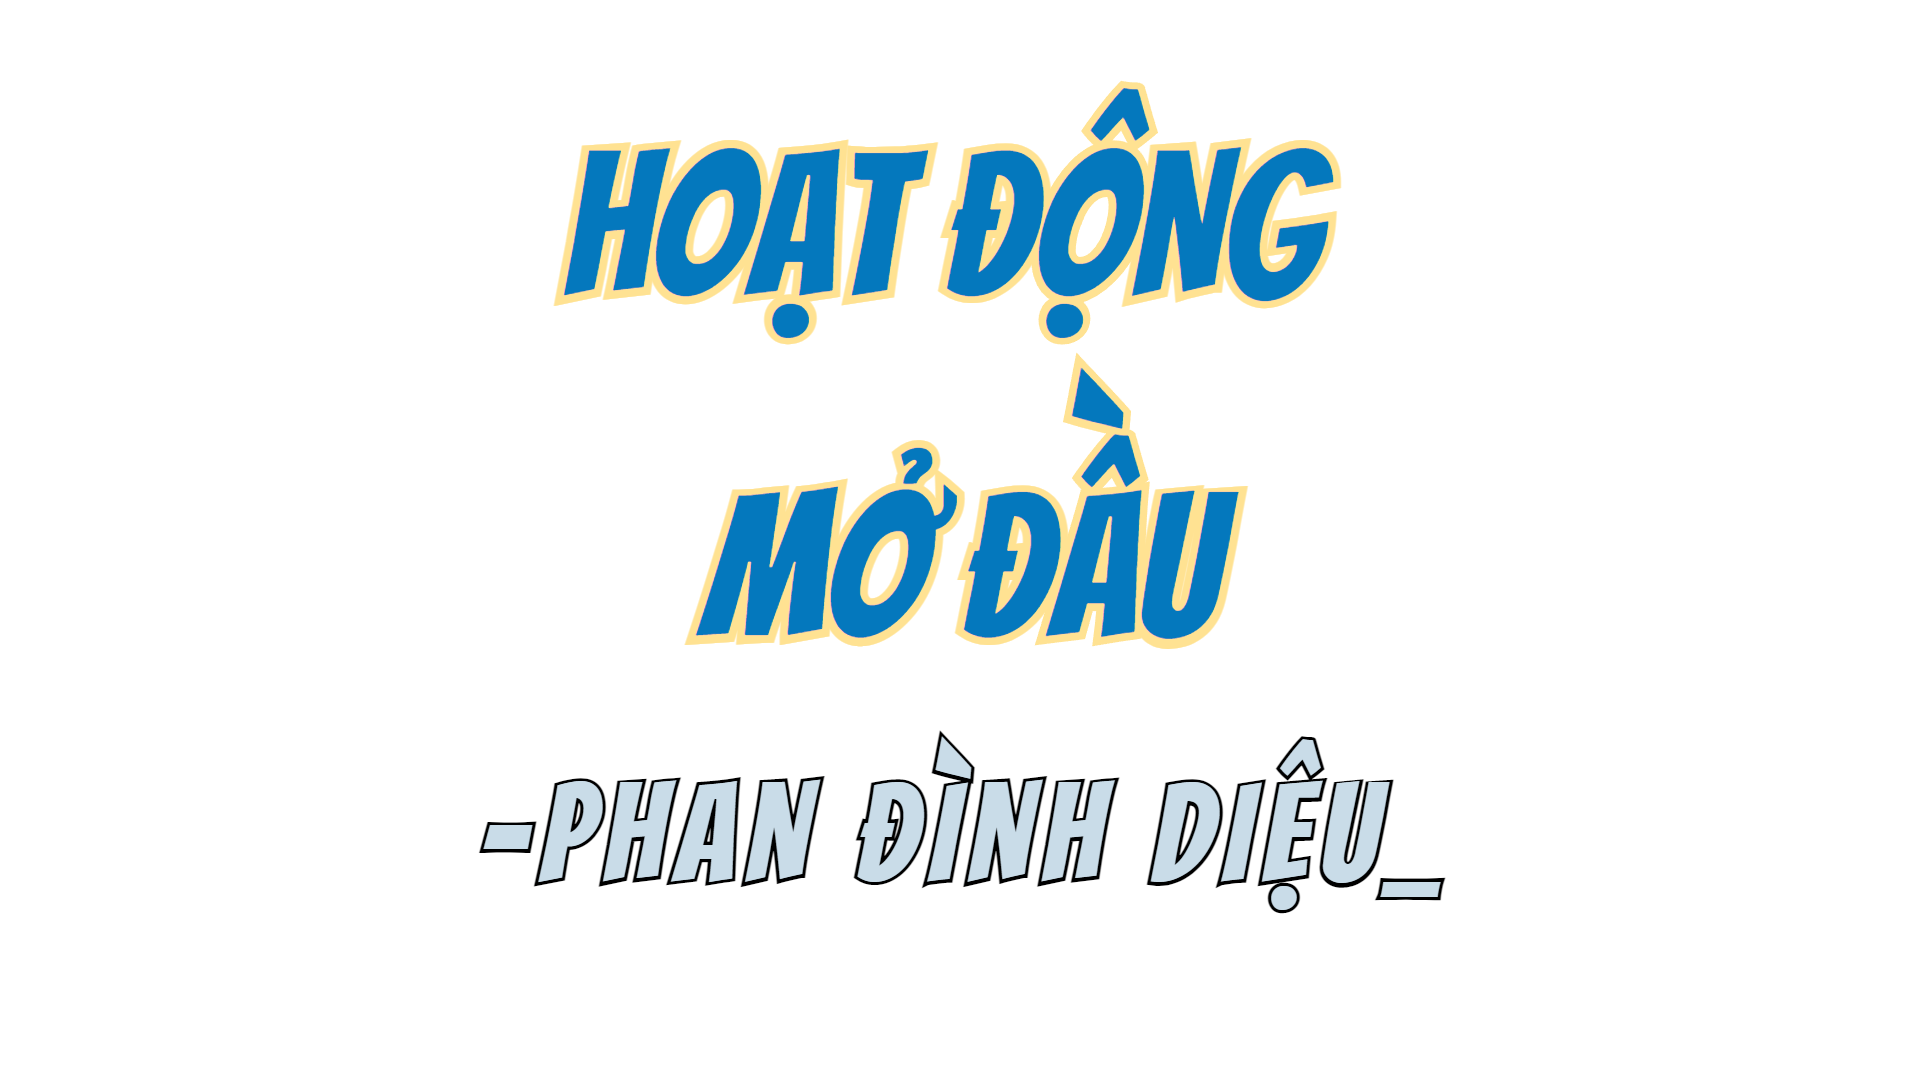 HOẠT ĐỘNG
MỞ ĐẦU
-PHAN ĐÌNH DIỆU_